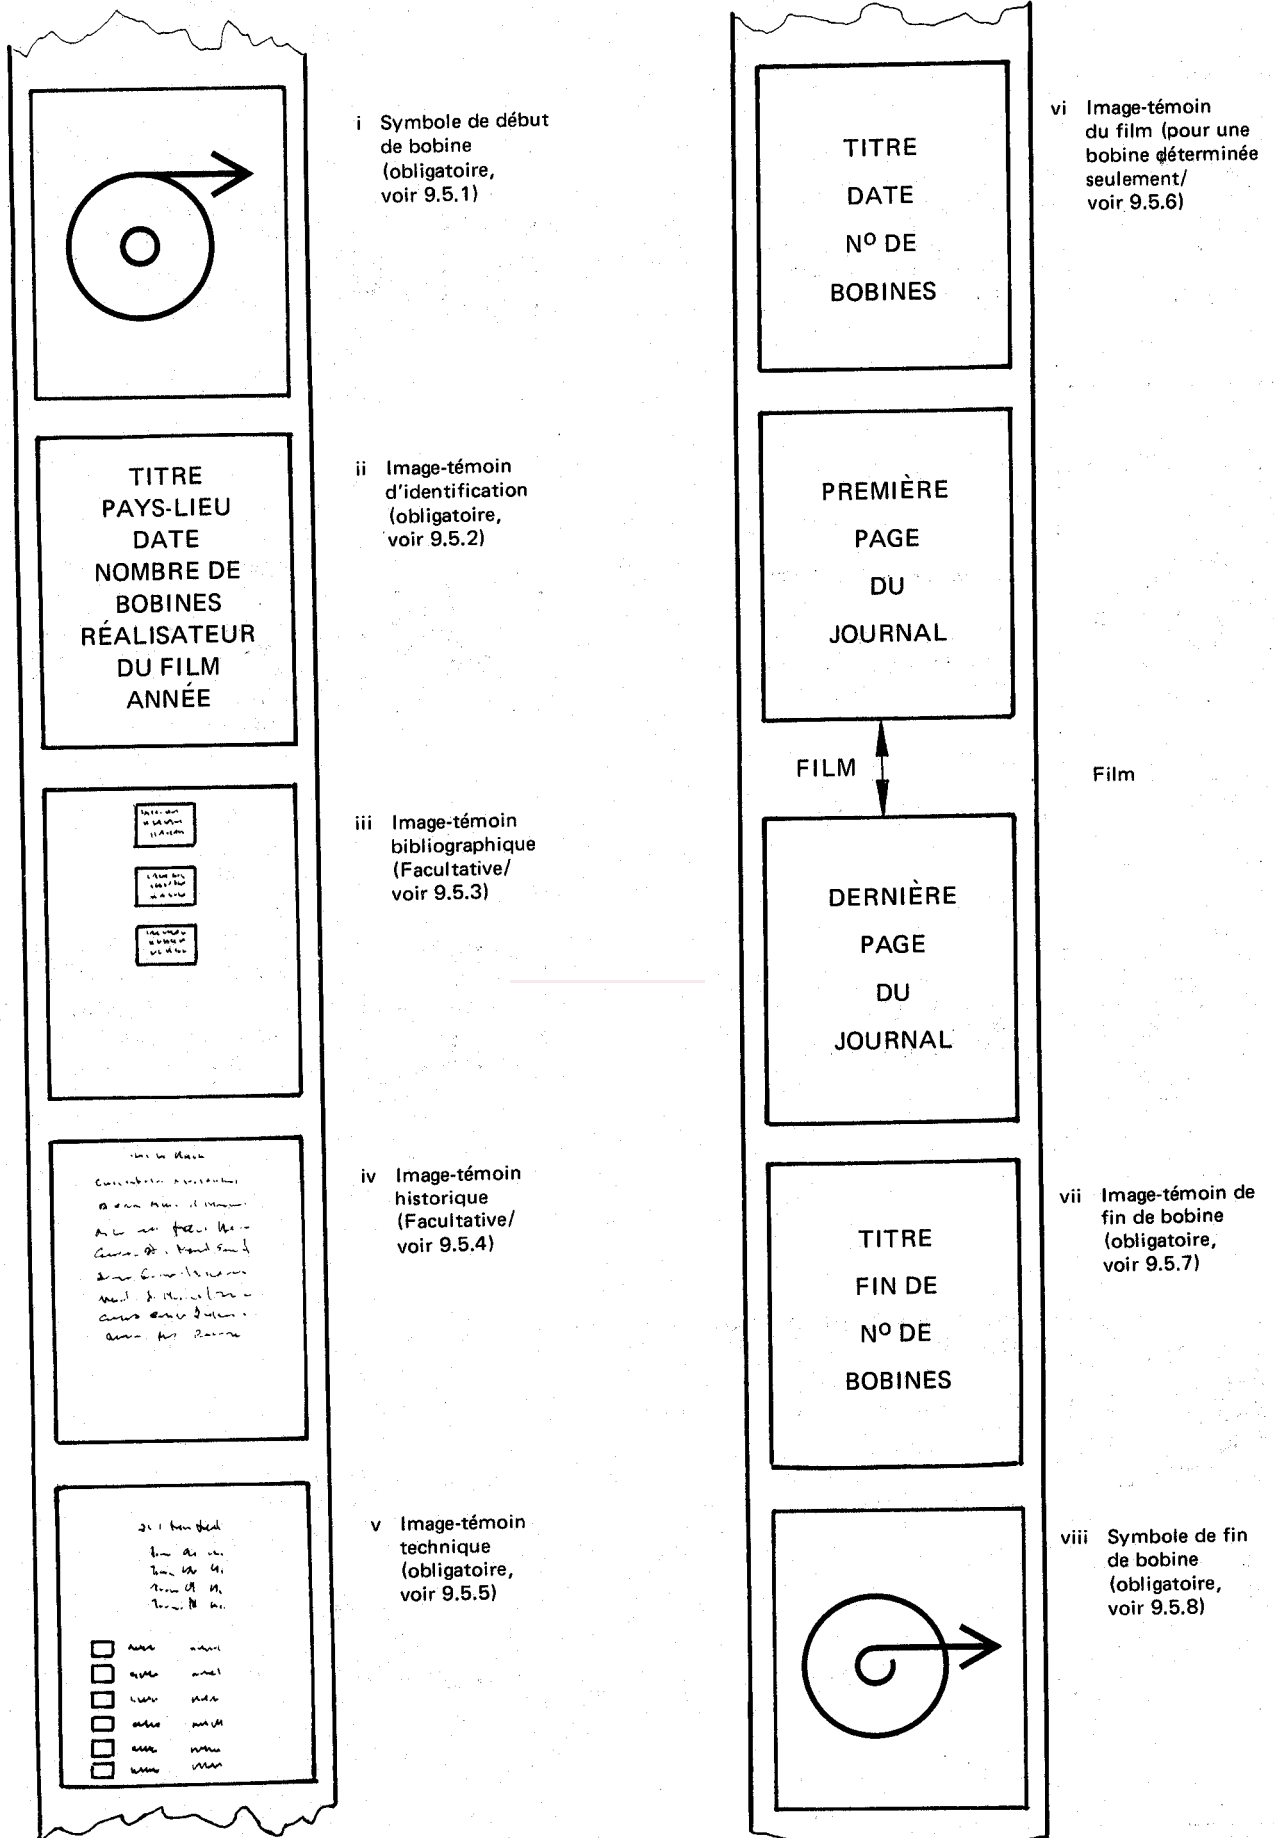 i Symbole de début
de bobine
(obligatoire,
voir 9.5.1)
TITRE
PAYS-LIEU
DATE
NOMBRE DE
BOBINES
RÉALISATEUR
DU FILM
ANNÉE
ii Image-témoin
d'identification
(obligatoire,
voir 9.5.2)
iii Image-témoin
bibliographique
(Facultative/
voir 9.5.3)
iv Image-témoin
historique
(Facultative/
voir 9.5.4)
v Image-témoin
technique
(obligatoire,
voir 9.5.5)
TITRE
DATE
Nº DE
BOBINES
vi Image-témoin
du film (pour une
bobine déterminée
seulement/
voir 9.5.6)
PREMIÈRE
PAGE
DU
JOURNAL
FILM
Film
DERNIÈRE
PAGE
DU
JOURNAL
TITRE
FIN DE
Nº DE
BOBINES
vii Image-témoin de
fin de bobine
(obligatoire,
voir 9.5.7)
viii Symbole de fin
de bobine
(obligatoire,
voir 9.5.8)